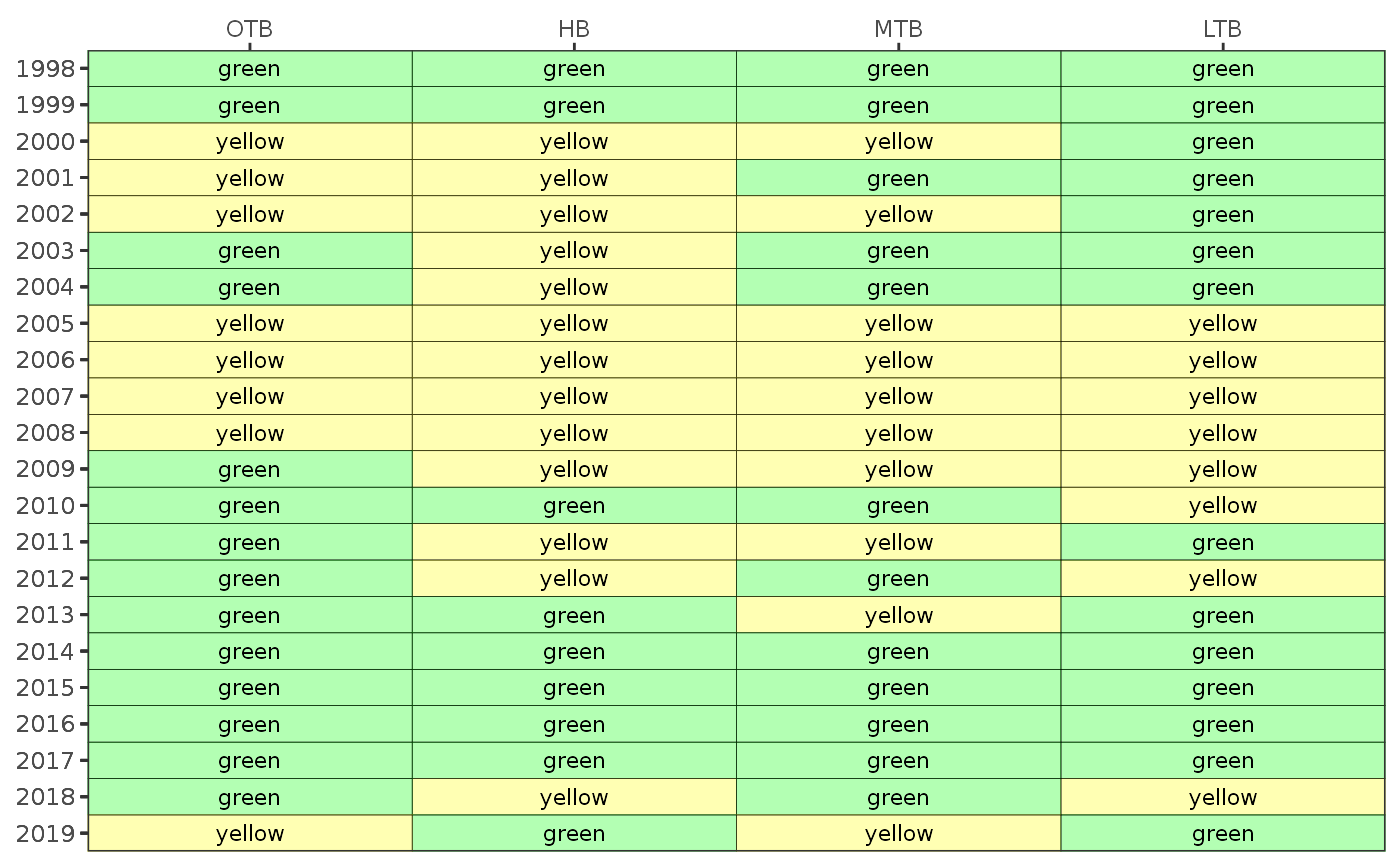 OTB HB MTB LTB
1998 green green green green
1999 green green green green
2000 yellow yellow yellow green
2001 yellow yellow green green
2002 yellow yellow yellow green
2003 green yellow green green
2004 green yellow green green
2005 yellow yellow yellow yellow
2006 yellow yellow yellow yellow
2007 yellow yellow yellow yellow
2008 yellow yellow yellow yellow
2009 green yellow yellow yellow
2010 green green green yellow
2011 green yellow yellow green
2012 green yellow green yellow
2013 green green yellow green
2014 green green green green
2015 green green green green
2016 green green green green
2017 green green green green
2018 green yellow green yellow
2019 yellow green yellow green